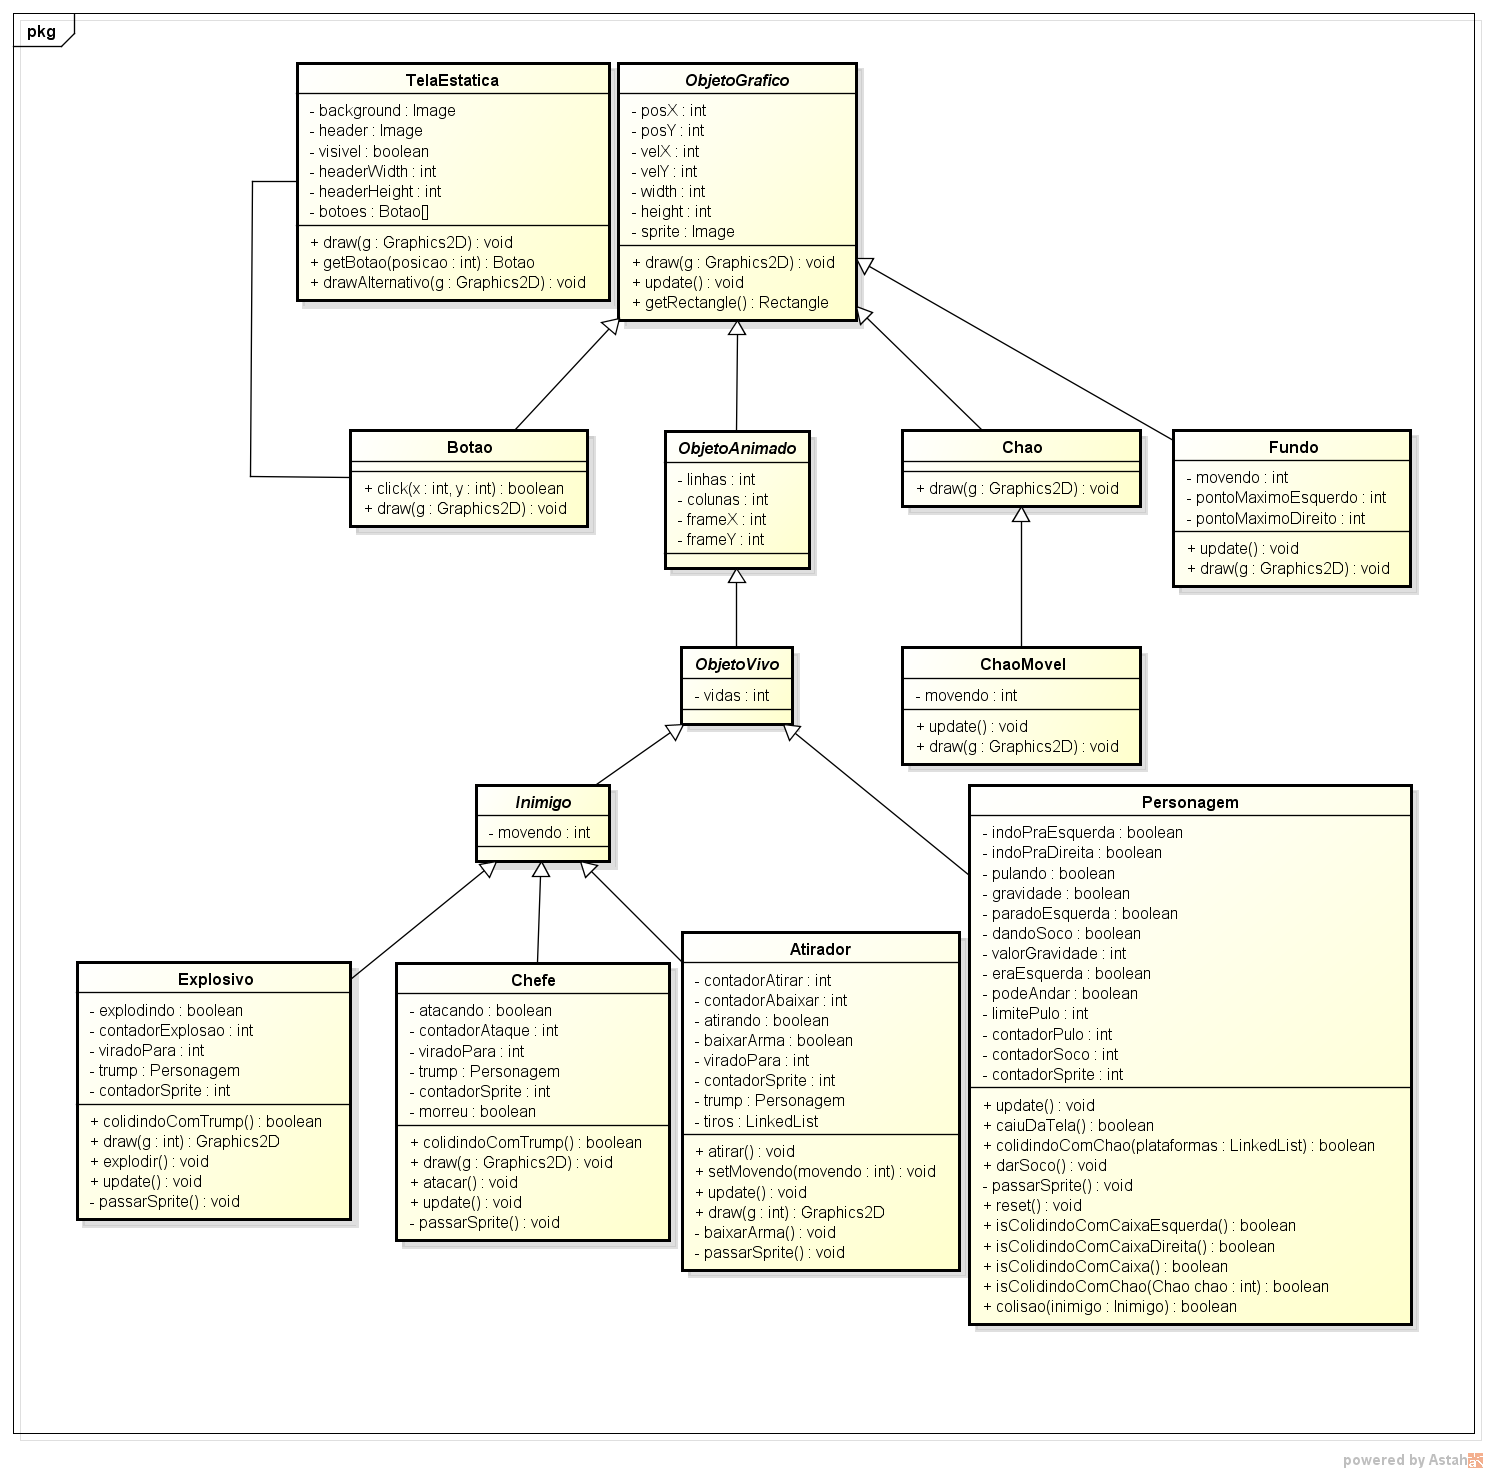 pkg
TelaEstatica
- background : Image
- header : Image
- visivel : boolean
- headerWidth : int
- headerHeight : int
- botoes : Botao[]
+ draw(g : Graphics2D) : void
+ getBotao(posicao : int) : Botao
+ drawAlternativo(g : Graphics2D) : void
ObjetoGrafico
- posX : int
- posY : int
- velX : int
- velY : int
- width : int
- height : int
- sprite : Image
+ draw(g : Graphics2D) : void
+ update() : void
+ getRectangle() : Rectangle
Botao
+ click(x : int, y : int) : boolean
+ draw(g : Graphics2D) : void
ObjetoAnimado
- linhas : int
- colunas : int
- frameX : int
- frameY : int
Chao
+ draw(g : Graphics2D) : void
Fundo
- movendo : int
- pontoMaximoEsquerdo : int
- pontoMaximoDireito : int
+ update() : void
+ draw(g : Graphics2D) : void
ObjetoVivo
- vidas : int
ChaoMovel
- movendo : int
+ update() : void
+ draw(g : Graphics2D) : void
Inimigo
- movendo : int
Personagem
- indoPraEsquerda : boolean
- indoPraDireita : boolean
- pulando : boolean
- gravidade : boolean
- paradoEsquerda : boolean
- dandoSoco : boolean
- valorGravidade : int
- eraEsquerda : boolean
- podeAndar : boolean
- limitePulo : int
- contadorPulo : int
- contadorSoco : int
- contadorSprite : int
+ update() : void
+ caiuDaTela() : boolean
+ colidindoComChao(plataformas : LinkedList) : boolean
+ darSoco() : void
- passarSprite() : void
+ reset() : void
+ isColidindoComCaixaEsquerda() : boolean
+ isColidindoComCaixaDireita() : boolean
+ isColidindoComCaixa() : boolean
+ isColidindoComChao(Chao chao : int) : boolean
+ colisao(inimigo : Inimigo) : boolean
Explosivo
- explodindo : boolean
- contadorExplosao : int
- viradoPara : int
- trump : Personagem
- contadorSprite : int
+ colidindoComTrump() : boolean
+ draw(g : int) : Graphics2D
+ explodir() : void
+ update() : void
- passarSprite() : void
Chefe
- atacando : boolean
- contadorAtaque : int
- viradoPara : int
- trump : Personagem
- contadorSprite : int
- morreu : boolean
+ colidindoComTrump() : boolean
+ draw(g : Graphics2D) : void
+ atacar() : void
+ update() : void
- passarSprite() : void
Atirador
- contadorAtirar : int
- contadorAbaixar : int
- atirando : boolean
- baixarArma : boolean
- viradoPara : int
- contadorSprite : int
- trump : Personagem
- tiros : LinkedList
+ atirar() : void
+ setMovendo(movendo : int) : void
+ update() : void
+ draw(g : int) : Graphics2D
- baixarArma() : void
- passarSprite() : void
powered by Astah